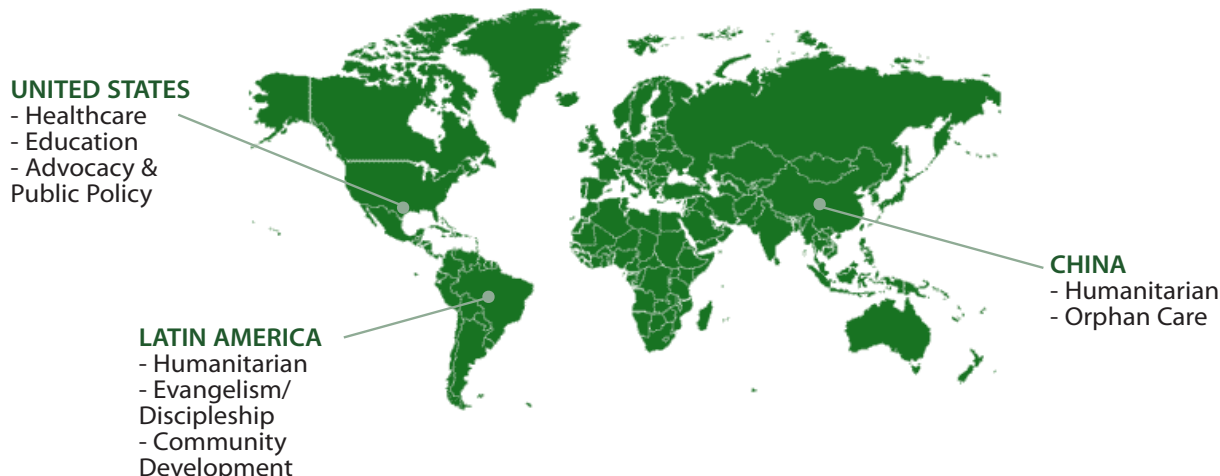 UNITED STATES
- Healthcare
- Education
- Advocacy &
Public Policy
CHINA
- Humanitarian
- Orphan Care
LATIN AMERICA
- Humanitarian
- Evangelism/
Discipleship
- Community
Development